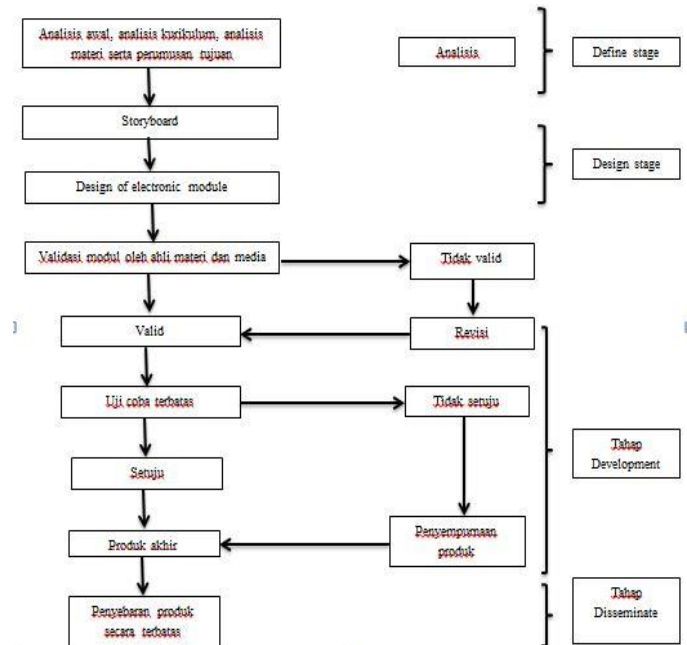 Analisis awal, analisis kurikulum, analisis
materi serta perumusan tujuan
Analisis
Define stage
Storyboard
Design stage
Design of electronic module
Validasi modul oleh ahli materi dan media
Tidak valid
Valid
Revisi
Uji coba terbatas
Tidak setuju
Tahap
Development
Setuju
Produk akhir
Penyempurnaan
produk
Penyebaran produk
secara terbatas
Tahap
Disseminate